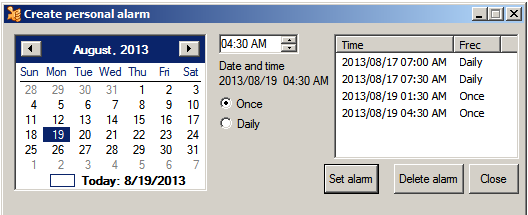 Create personal alarm
August, 2013
Sun Mon Tue Wed Thu Fri Sat
28 29 30 31 1 2 3
4 5 6 7 8 9 10
11 12 13 14 15 16 17
18 19 20 21 22 23 24
25 26 27 28 29 30 31
1 2 3 4 5 6 7
Today: 8/19/2013
04:30 AM
Date and time
2013/08/19 04:30 AM
Once
Daily
Time Frec
2013/08/17 07:00 AM Daily
2013/08/17 07:30 AM Daily
2013/08/19 01:30 AM Once
2013/08/19 04:30 AM Once
Set alarm
Delete alarm
Close